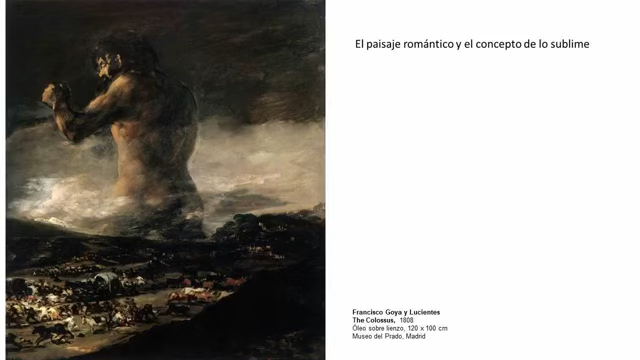 El paisaje romántico y el concepto de lo sublime
Francisco Goya y Lucientes
The Colossus, 1808
Óleo sobre lienzo, 120 x 100 cm
Museo del Prado, Madrid